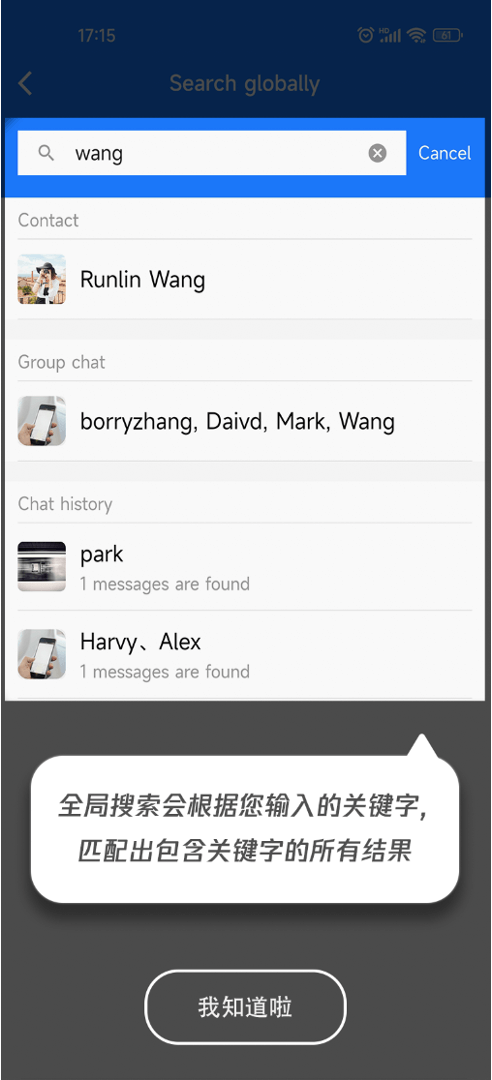 17:15
HD
61
Search globally
wang
Cancel
Contact
Runlin Wang
Group chat
borryzhang, Daivd, Mark, Wang
Chat history
park
1 messages are found
Harvy、Alex
1 messages are found
全局搜索会根据您输入的关键字,
匹配出包含关键字的所有结果
我知道啦